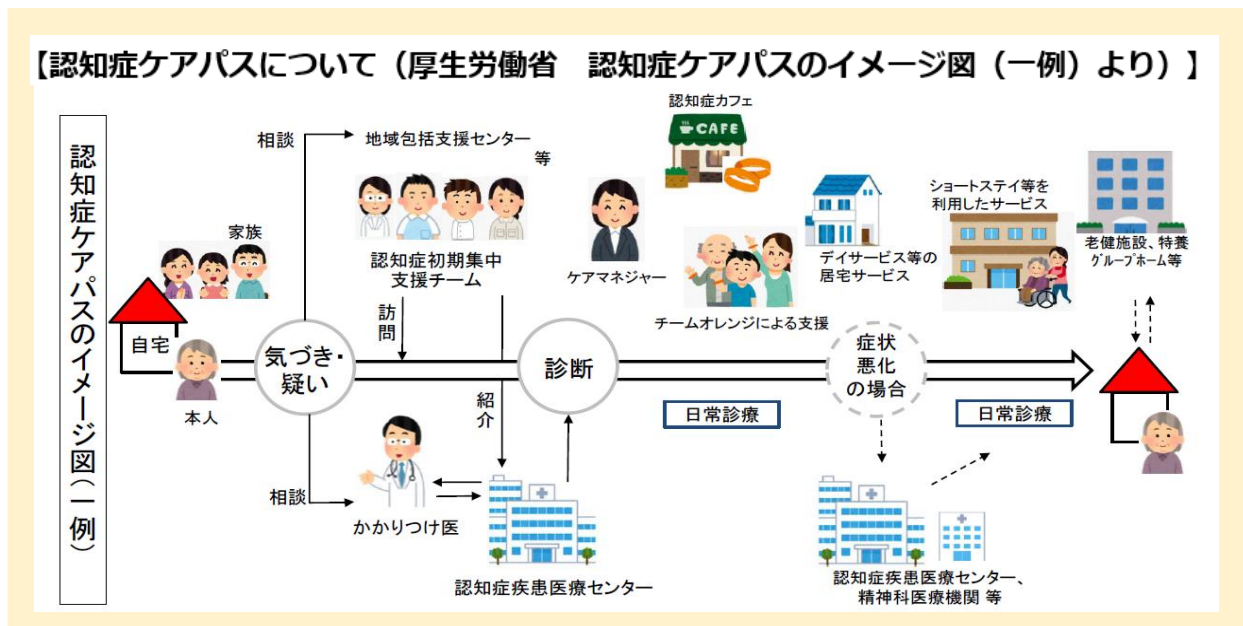 【認知症ケアパスについて（厚生労働省　認知症ケアパスのイメージ図（一例）より）】
認知症ケアパスのイメージ図（一例）
自宅
本人
家族
気づき・
疑い
相談
地域包括支援センター
等
認知症初期集中
支援チーム
訪問
紹介
相談
かかりつけ医
認知症疾患医療センター
診断
ケアマネジャー
認知症カフェ
CAFE
チームオレンジによる支援
デイサービス等の
居宅サービス
日常診療
症状
悪化
の場合
ショートステイ等を
利用したサービス
日常診療
認知症疾患医療センター、
精神科医療機関 等
老健施設、特養
グループホーム等